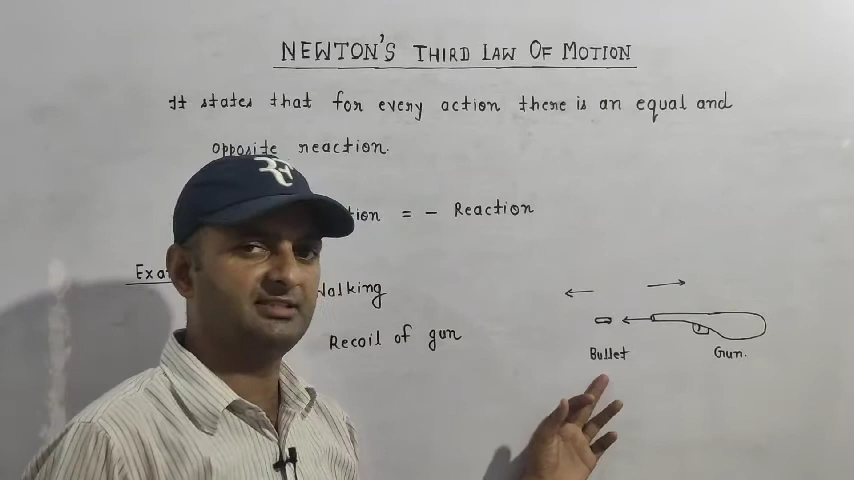 NEWTON'S THIRD LAW OF MOTION
It states that for every action there is an equal and
opposite reaction.
= - Reaction
Walking
Recoil of gun
Bullet
Gun.